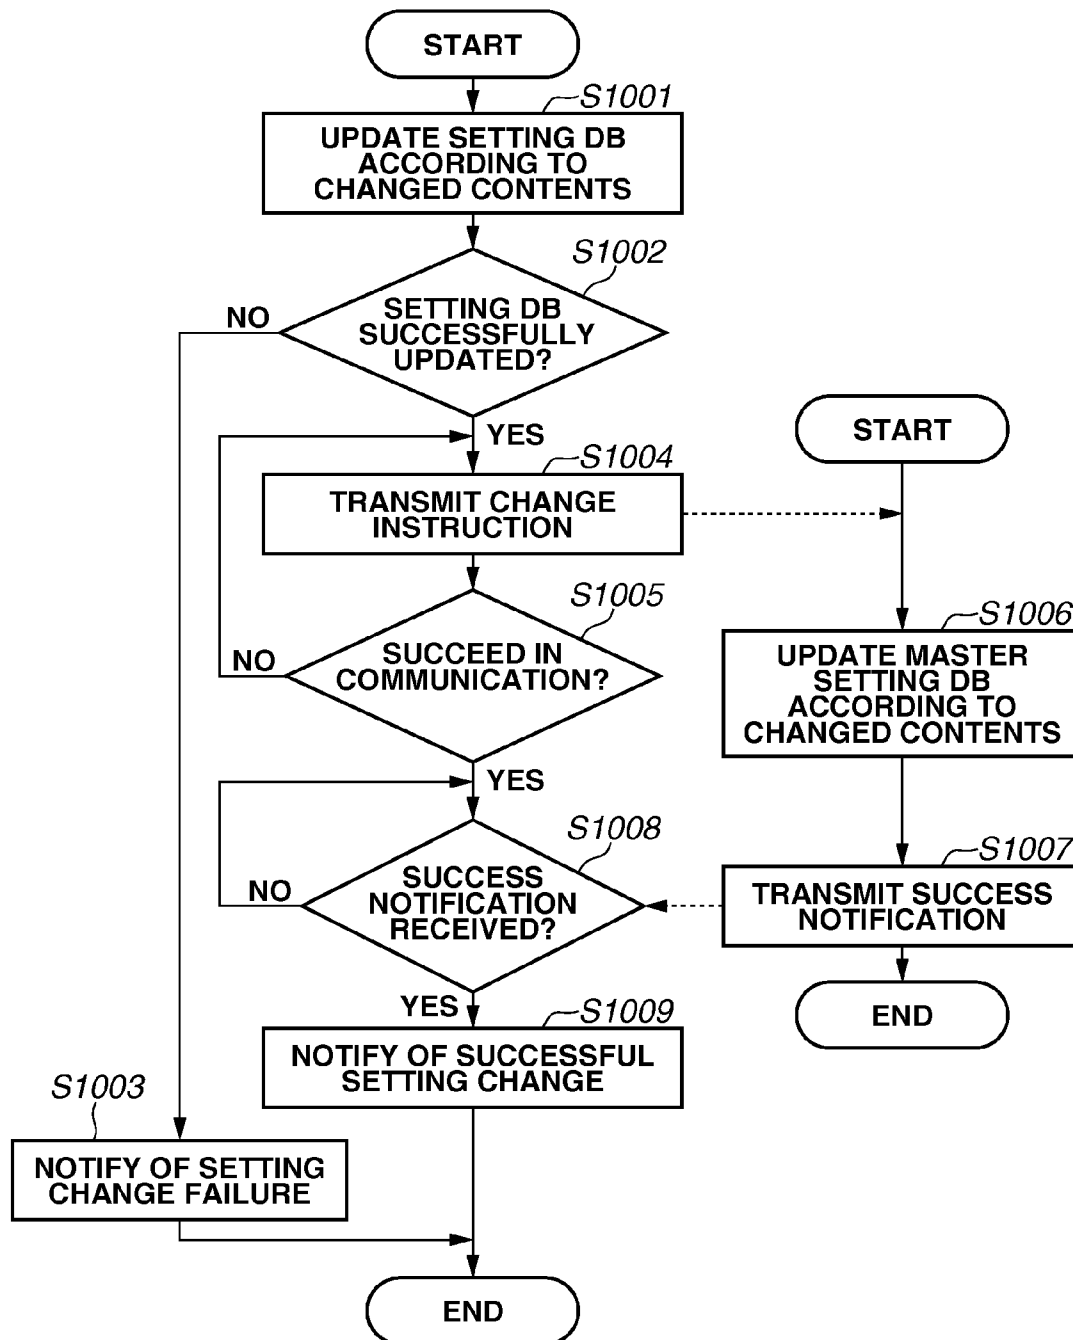 START
S1001
UPDATE SETTING DB
ACCORDING TO
CHANGED CONTENTS
S1002
SETTING DB
SUCCESSFULLY
UPDATED?
NO
YES
START
S1004
TRANSMIT CHANGE
INSTRUCTION
S1005
SUCCEED IN
COMMUNICATION?
NO
S1006
UPDATE MASTER
SETTING DB
ACCORDING TO
CHANGED CONTENTS
YES
S1008
SUCCESS
NOTIFICATION
RECEIVED?
NO
S1007
TRANSMIT SUCCESS
NOTIFICATION
END
YES
S1009
NOTIFY OF SUCCESSFUL
SETTING CHANGE
S1003
NOTIFY OF SETTING
CHANGE FAILURE
END